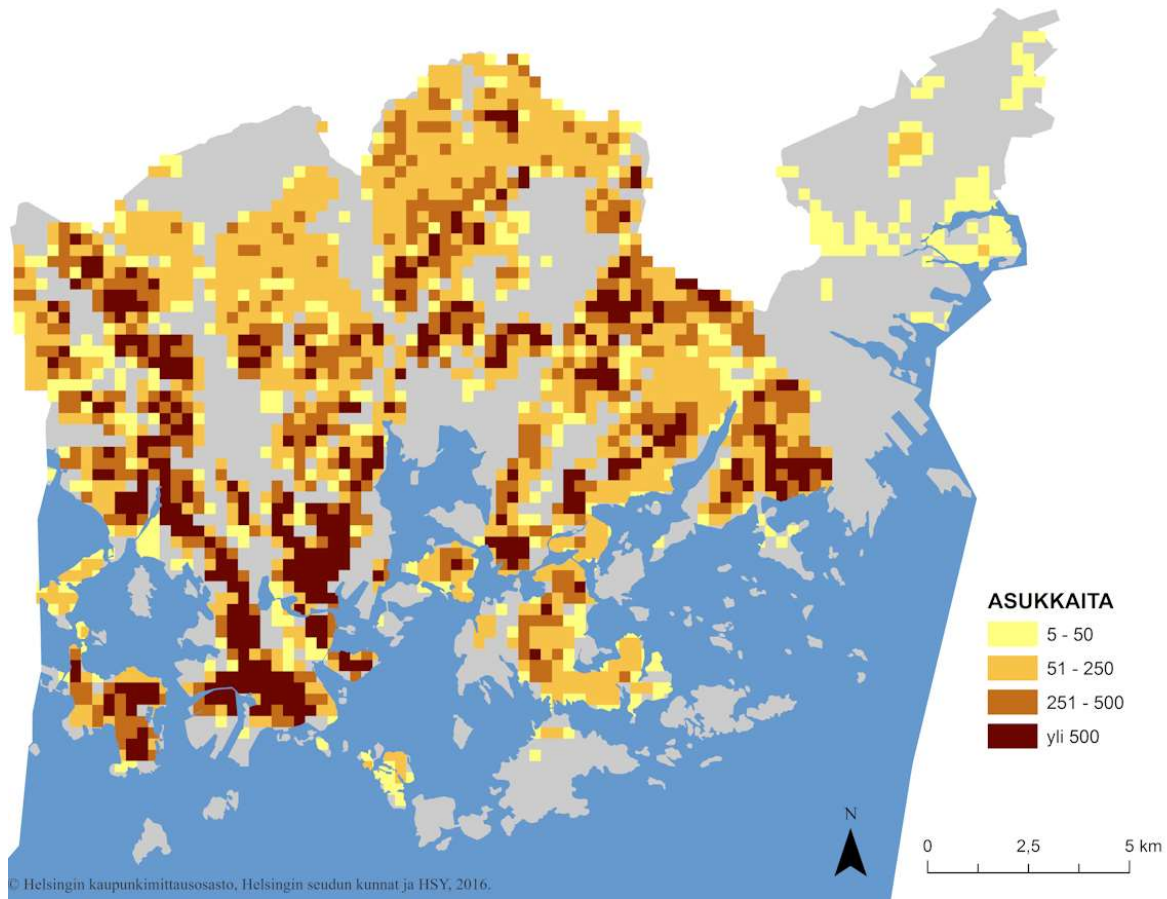 ASUKKAITA
5 - 50
51 - 250
251 - 500
yli 500
N
0 2,5 5 km
© Helsingin kaupunkimittausosasto, Helsingin seudun kunnat ja HSY, 2016.